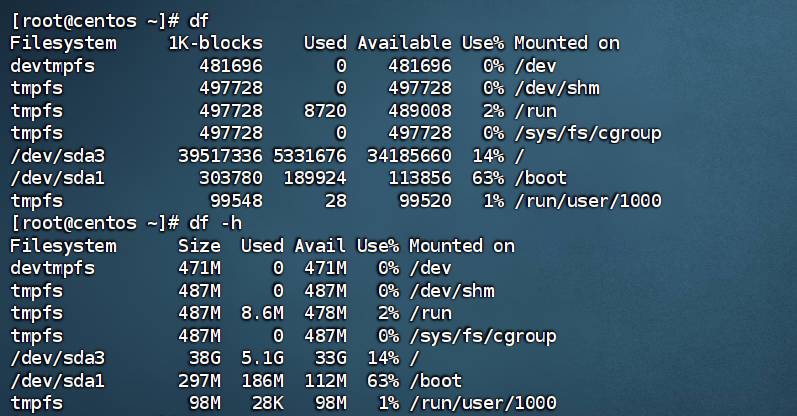 [root@centos ~]# df
Filesystem     1K-blocks    Used Available Use% Mounted on
devtmpfs          481696       0    481696   0% /dev
tmpfs             497728       0    497728   0% /dev/shm
tmpfs             497728    8720    489008   2% /run
tmpfs             497728       0    497728   0% /sys/fs/cgroup
/dev/sda3       39517336 5331676  34185660  14% /
/dev/sda1         303780  189924    113856  63% /boot
tmpfs              99548      28     99520   1% /run/user/1000
[root@centos ~]# df -h
Filesystem      Size  Used Avail Use% Mounted on
devtmpfs        471M     0  471M   0% /dev
tmpfs           487M     0  487M   0% /dev/shm
tmpfs           487M  8.6M  478M   2% /run
tmpfs           487M     0  487M   0% /sys/fs/cgroup
/dev/sda3        38G  5.1G   33G  14% /
/dev/sda1       297M  186M  112M  63% /boot
tmpfs            98M   28K   98M   1% /run/user/1000